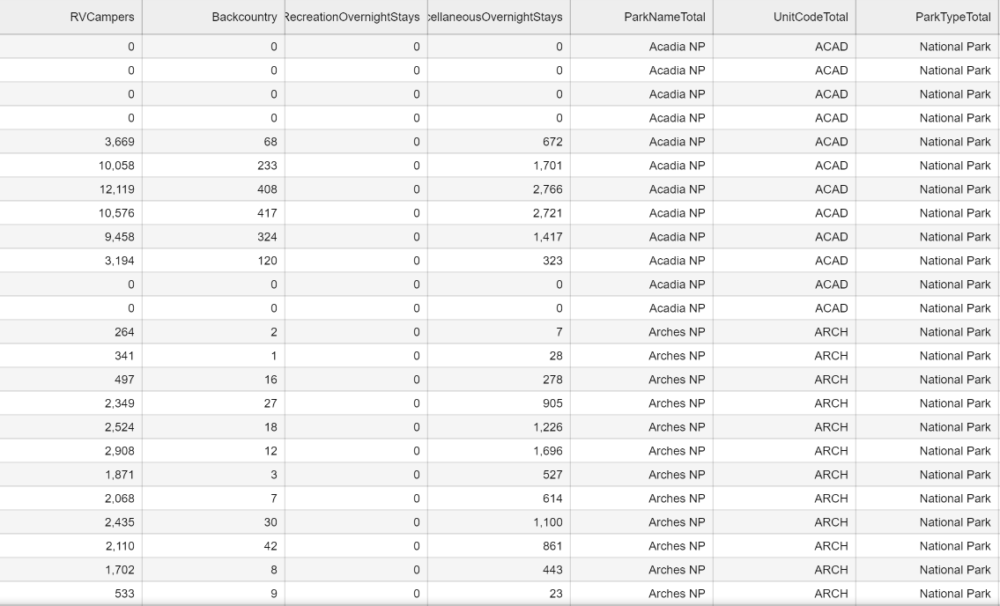 RVCampers Backcountry RecreationOvernightStays cellaneousOvernightStays ParkNameTotal UnitCodeTotal ParkTypeTotal
0 0 0 0 Acadia NP ACAD National Park
0 0 0 0 Acadia NP ACAD National Park
0 0 0 0 Acadia NP ACAD National Park
0 0 0 0 Acadia NP ACAD National Park
3,669 68 0 672 Acadia NP ACAD National Park
10,058 233 0 1,701 Acadia NP ACAD National Park
12,119 408 0 2,766 Acadia NP ACAD National Park
10,576 417 0 2,721 Acadia NP ACAD National Park
9,458 324 0 1,417 Acadia NP ACAD National Park
3,194 120 0 323 Acadia NP ACAD National Park
0 0 0 0 Acadia NP ACAD National Park
0 0 0 0 Acadia NP ACAD National Park
264 2 0 7 Arches NP ARCH National Park
341 1 0 28 Arches NP ARCH National Park
497 16 0 278 Arches NP ARCH National Park
2,349 27 0 905 Arches NP ARCH National Park
2,524 18 0 1,226 Arches NP ARCH National Park
2,908 12 0 1,696 Arches NP ARCH National Park
1,871 3 0 527 Arches NP ARCH National Park
2,068 7 0 614 Arches NP ARCH National Park
2,435 30 0 1,100 Arches NP ARCH National Park
2,110 42 0 861 Arches NP ARCH National Park
1,702 8 0 443 Arches NP ARCH National Park
533 9 0 23 Arches NP ARCH National Park